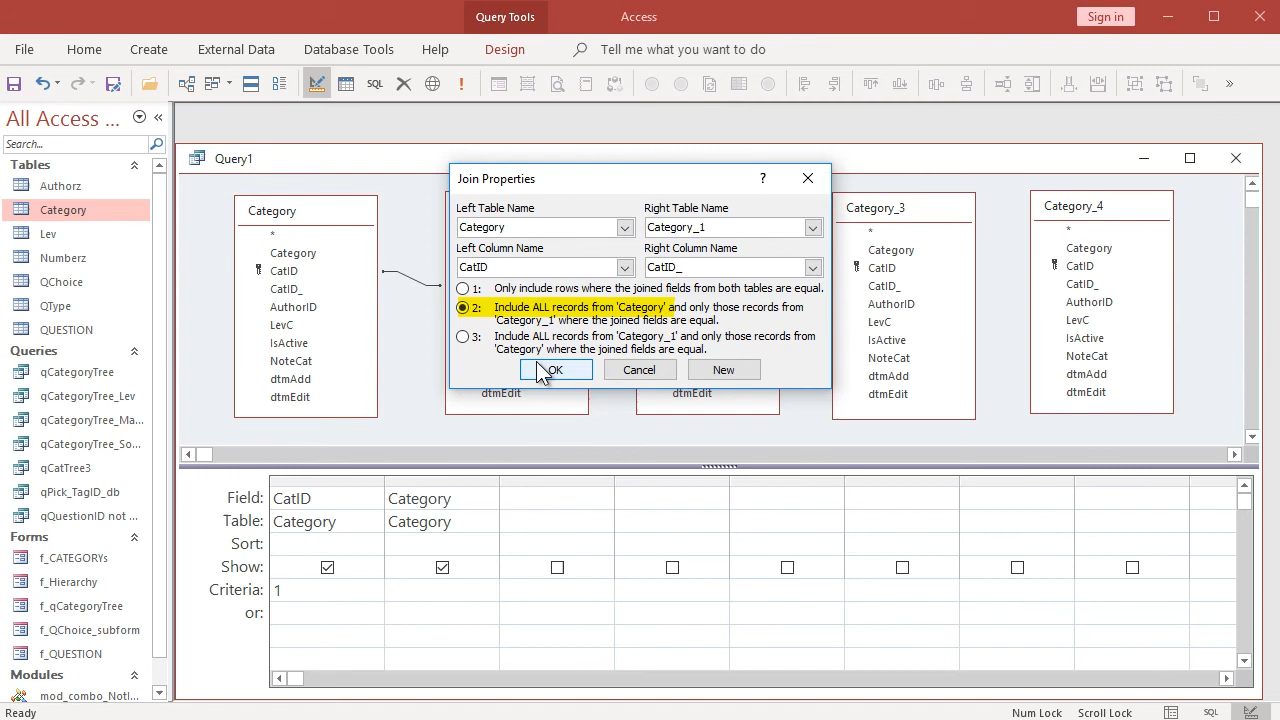 Query Tools
Access
Sign in
File Home Create External Data Database Tools Help Design Tell me what you want to do
SQL
All Access ...
Search...
Tables
Authorz
Category
Lev
Numberz
QChoice
QType
QUESTION
Queries
qCategoryTree
qCategoryTree_Lev
qCategoryTree_Ma...
qCategoryTree_So...
qCatTree3
qPick_TagID_db
qQuestionID not ...
Forms
f_CATEGORYs
f_Hierarchy
f_qCategoryTree
f_QChoice_subform
f_QUESTION
Modules
mod_combo_NotI...
Query1
Category
*
Category
CatID
CatID_
AuthorID
LevC
IsActive
NoteCat
dtmAdd
dtmEdit
Join Properties
?
Left Table Name Right Table Name
Category Category_1
Left Column Name Right Column Name
CatID CatID_
1: Only include rows where the joined fields from both tables are equal.
2: Include ALL records from 'Category' and only those records from
'Category_1' where the joined fields are equal.
3: Include ALL records from 'Category_1' and only those records from
'Category' where the joined fields are equal.
OK Cancel New
dtmEdit
dtmEdit
Category_3
*
Category
CatID
CatID_
AuthorID
LevC
IsActive
NoteCat
dtmAdd
dtmEdit
Category_4
*
Category
CatID
CatID_
AuthorID
LevC
IsActive
NoteCat
dtmAdd
dtmEdit
Field: CatID Category
Table: Category Category
Sort:
Show:
Criteria: 1
or:
Ready
Num Lock Scroll Lock SQL